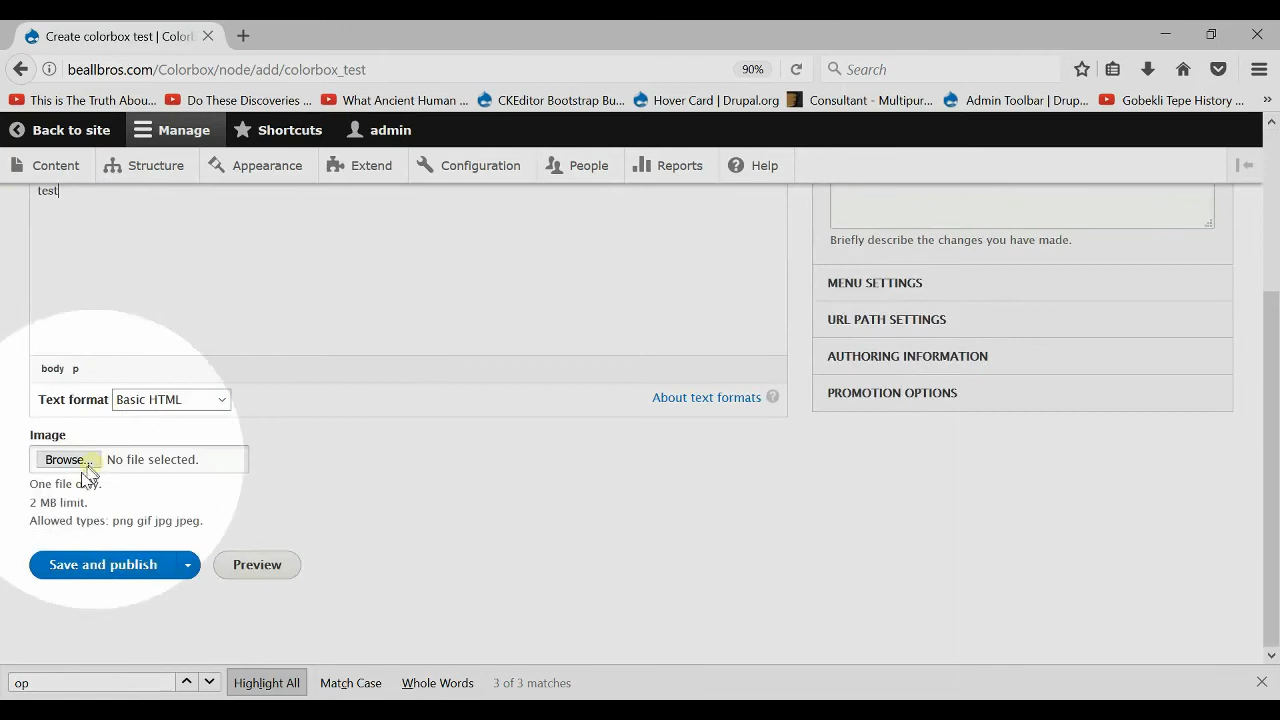 Create colorbox test | Color
beallbros.com/Colorbox/node/add/colorbox_test
90%
Search
This is The Truth Abou...
Do These Discoveries ...
What Ancient Human ...
CKEditor Bootstrap Bu...
Hover Card | Drupal.org
Consultant - Multipur...
Admin Toolbar | Drup...
Gobekli Tepe History ...
Back to site
Manage
Shortcuts
admin
Content
Structure
Appearance
Extend
Configuration
People
Reports
Help
test
Briefly describe the changes you have made.
MENU SETTINGS
URL PATH SETTINGS
AUTHORING INFORMATION
PROMOTION OPTIONS
body p
Text format Basic HTML
About text formats
Image
Browse... No file selected.
One file only.
2 MB limit.
Allowed types: png gif jpg jpeg.
Save and publish
Preview
op
Highlight All
Match Case
Whole Words
3 of 3 matches